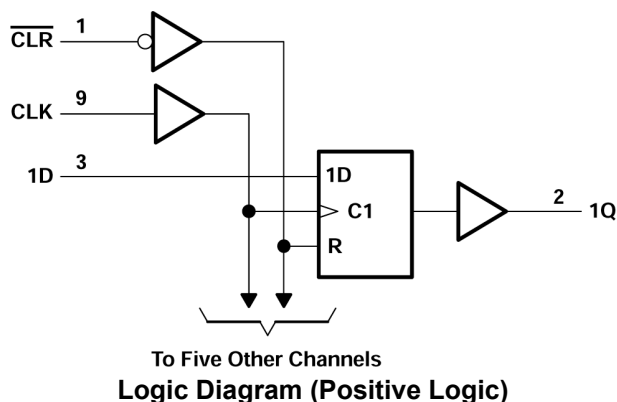 CLR 1
CLK 9
1D 3
1D
C1
R
2 1Q
To Five Other Channels
Logic Diagram (Positive Logic)